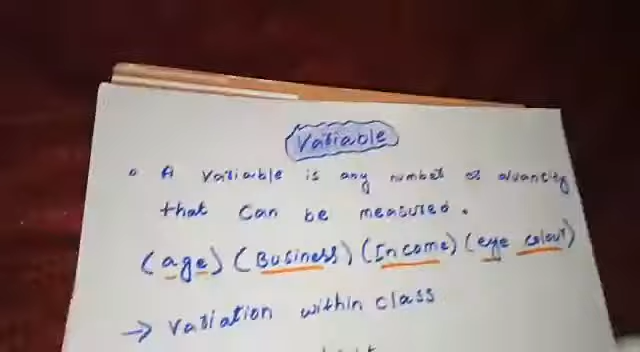 Variable
• A variable is any number or quantity
that can be measured.
(age) (Business) (Income) (eye colour)
→ Variation within class